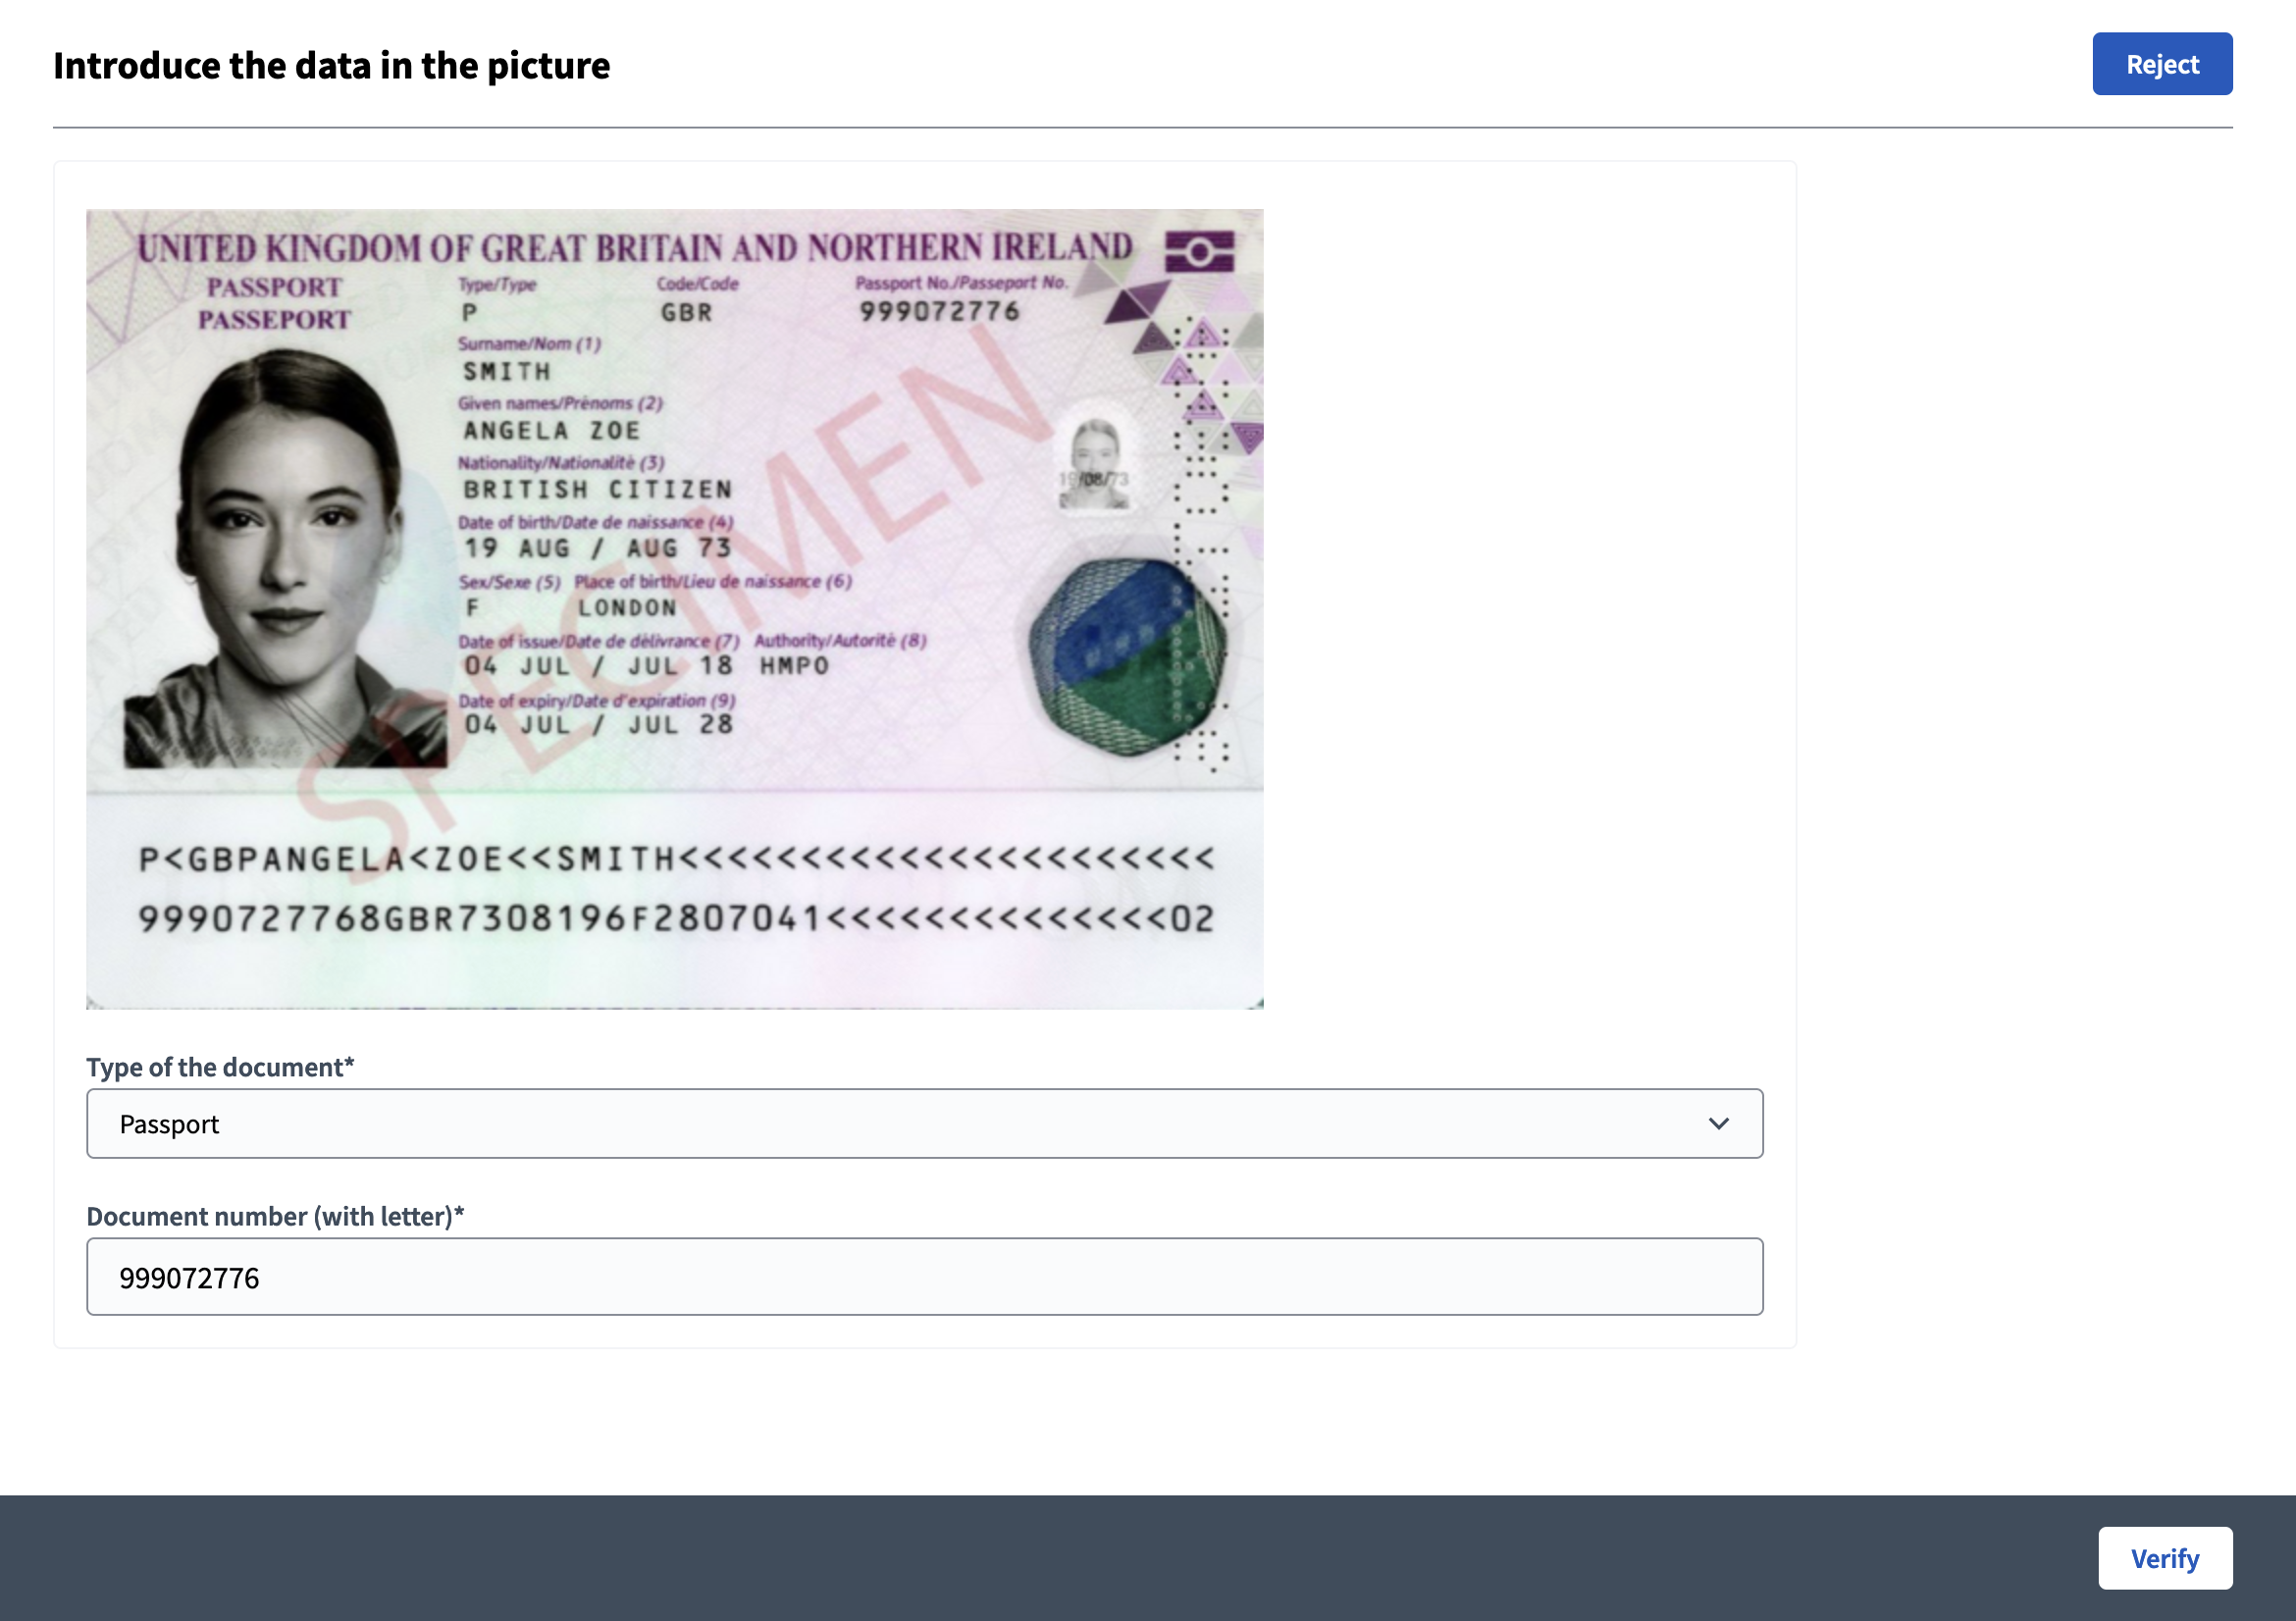 Introduce the data in the picture
Reject
UNITED KINGDOM OF GREAT BRITAIN AND NORTHERN IRELAND
PASSPORT
PASSEPORT
Type/Type Code/Code Passport No./Passeport No.
P GBR 999072776
Surname/Nom (1)
SMITH
Given names/Prénoms (2)
ANGELA ZOE
Nationality/Nationalité (3)
BRITISH CITIZEN
Date of birth/Date de naissance (4)
19 AUG / AUG 73
Sex/Sexe (5) Place of birth/Lieu de naissance (6)
F LONDON
Date of issue/Date de délivrance (7) Authority/Autorité (8)
04 JUL / JUL 18 HMPO
Date of expiry/Date d'expiration (9)
04 JUL / JUL 28
19/08/73
SPECIMEN
P<GBPANGELA<ZOE<<SMITH<<<<<<<<<<<<<<<<<<<<<<
9990727768GBR7308196F2807041<<<<<<<<<<<<<<02
Type of the document*
Passport
Document number (with letter)*
999072776
Verify